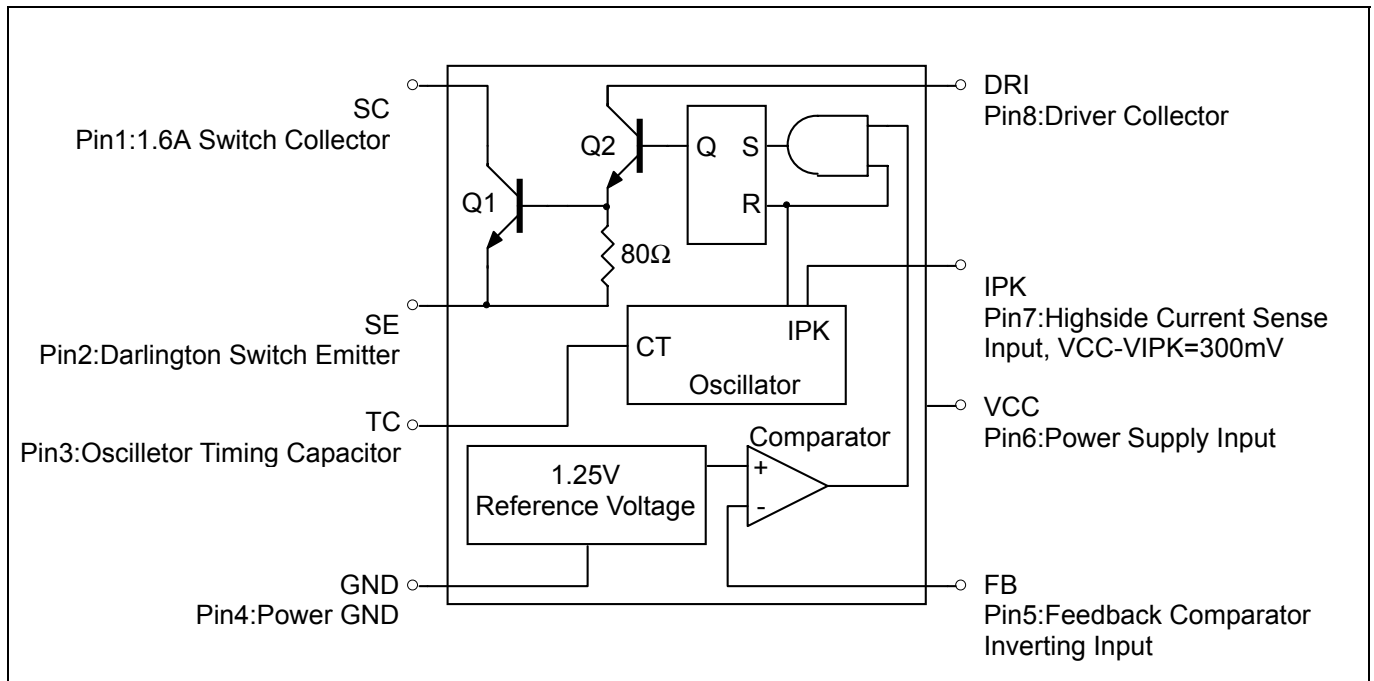 SC
Pin1:1.6A Switch Collector
SE
Pin2:Darlington Switch Emitter
TC
Pin3:Oscilletor Timing Capacitor
GND
Pin4:Power GND
Q1
Q2
80Ω
Q
S
R
CT
IPK
Oscillator
Comparator
1.25V
Reference Voltage
+
-
DRI
Pin8:Driver Collector
IPK
Pin7:Highside Current Sense
Input, VCC-VIPK=300mV
VCC
Pin6:Power Supply Input
FB
Pin5:Feedback Comparator
Inverting Input